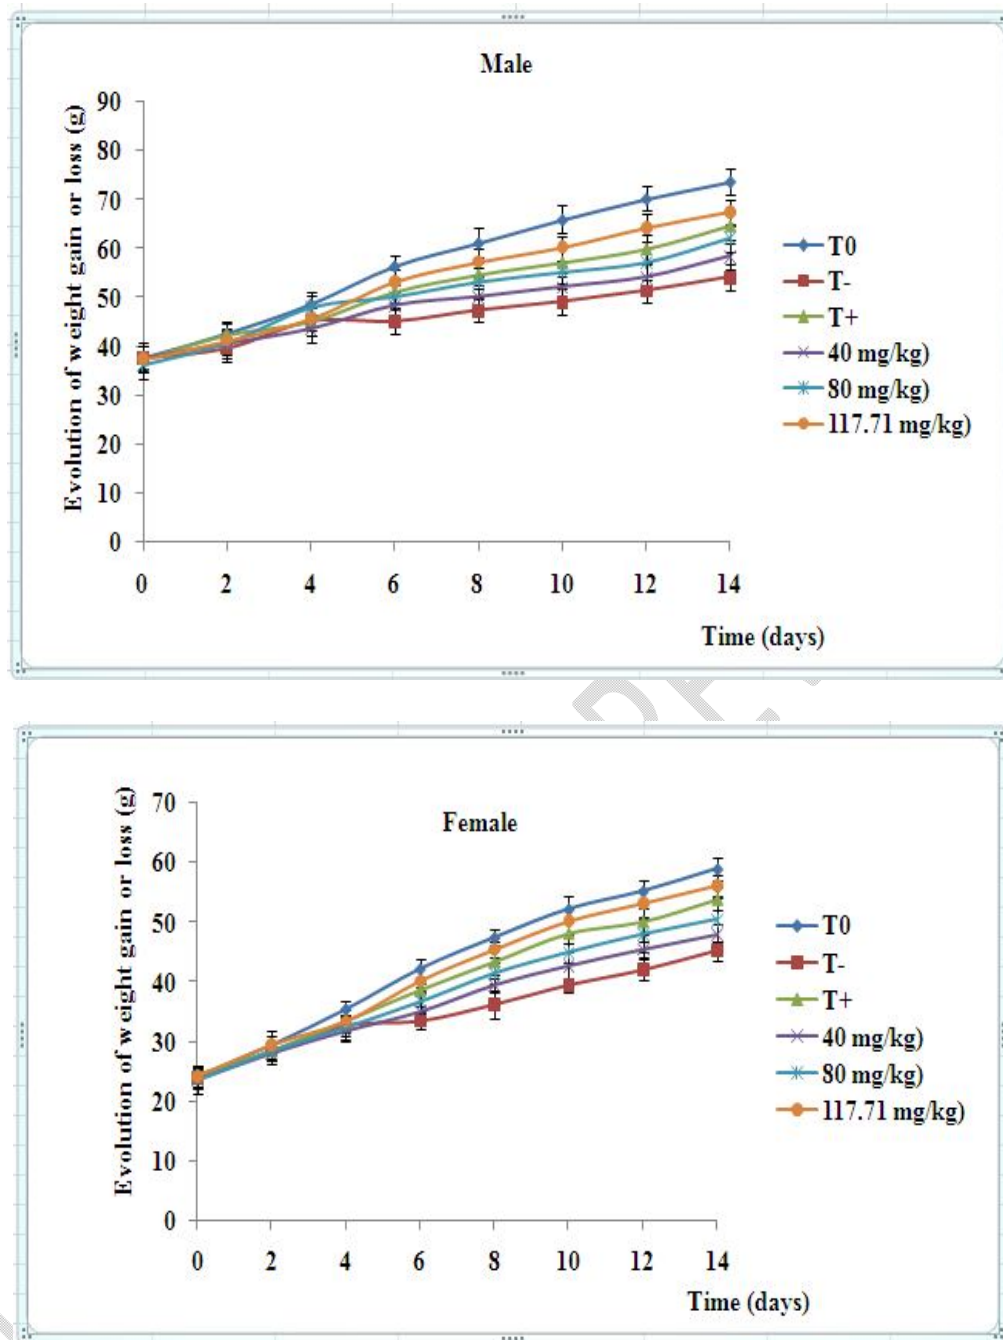 Male
Evolution of weight gain or loss (g)
90
80
70
60
50
40
30
20
10
0
0 2 4 6 8 10 12 14
Time (days)
T0
T-
T+
40 mg/kg)
80 mg/kg)
117.71 mg/kg)
Female
Evolution of weight gain or loss (g)
70
60
50
40
30
20
10
0
0 2 4 6 8 10 12 14
Time (days)
T0
T-
T+
40 mg/kg)
80 mg/kg)
117.71 mg/kg)